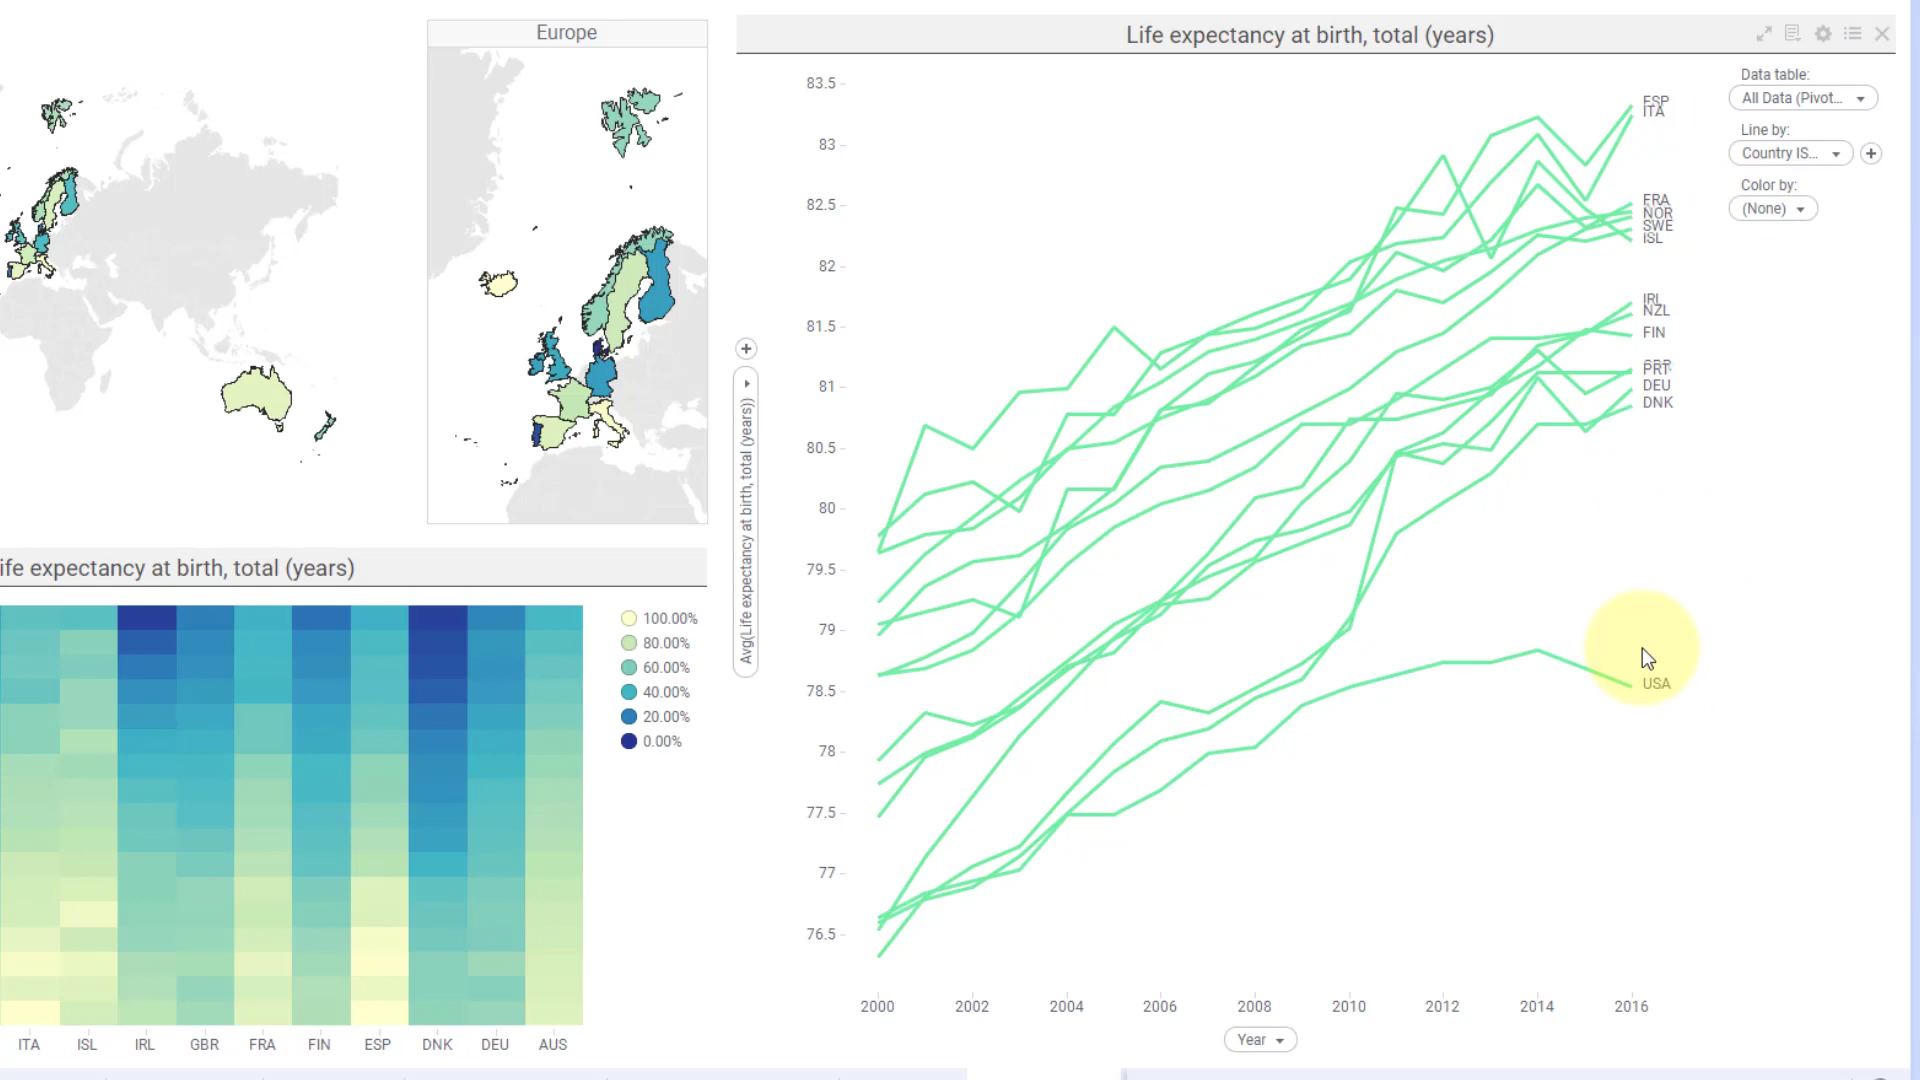 Europe
ife expectancy at birth, total (years)
ITA
ISL
IRL
GBR
FRA
FIN
ESP
DNK
DEU
AUS
100.00%
80.00%
60.00%
40.00%
20.00%
0.00%
Life expectancy at birth, total (years)
Avg(Life expectancy at birth, total (years))
83.5
83
82.5
82
81.5
81
80.5
80
79.5
79
78.5
78
77.5
77
76.5
2000
2002
2004
2006
2008
2010
2012
2014
2016
Year
ESP
ITA
FRA
NOR
SWE
ISL
IRL
NZL
FIN
PRT
DEU
DNK
USA
Data table:
All Data (Pivot...
Line by:
Country IS...
Color by:
(None)